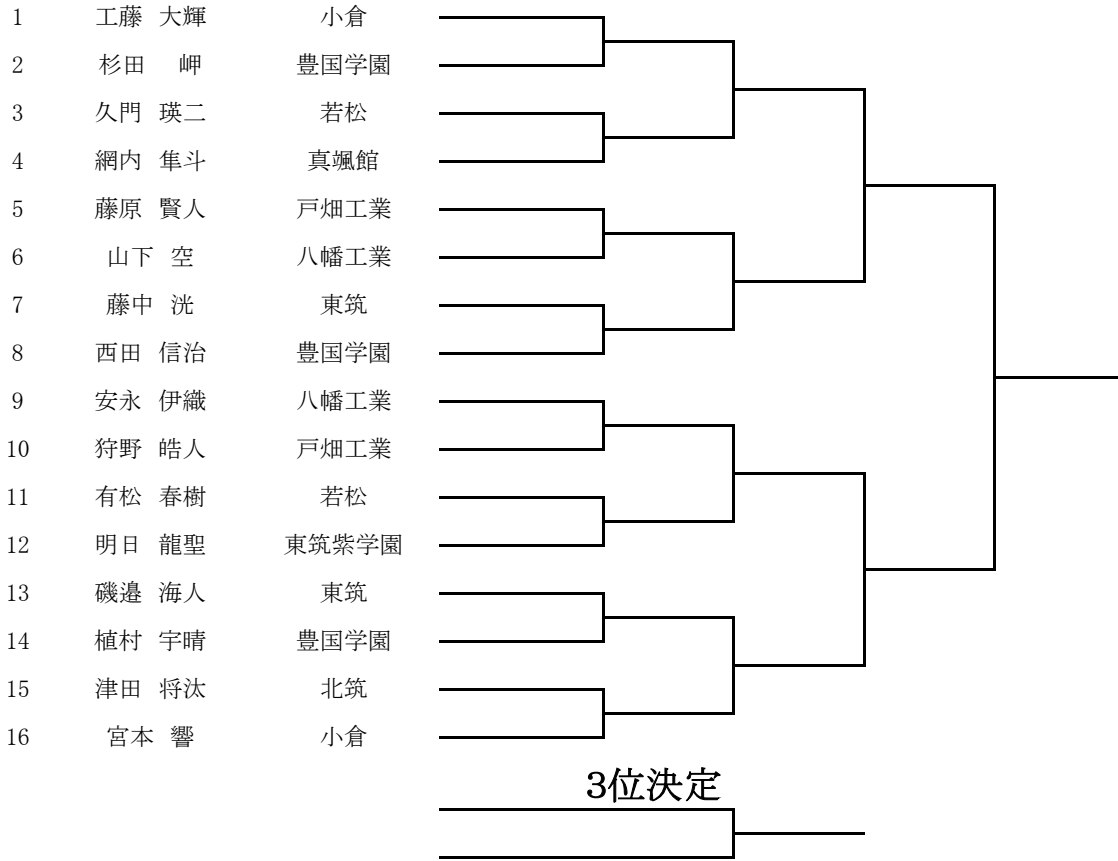 1 工藤 大輝 小倉
2 杉田 岬 豊国学園
3 久門 瑛二 若松
4 網内 隼斗 真颯館
5 藤原 賢人 戸畑工業
6 山下 空 八幡工業
7 藤中 洸 東筑
8 西田 信治 豊国学園
9 安永 伊織 八幡工業
10 狩野 皓人 戸畑工業
11 有松 春樹 若松
12 明日 龍聖 東筑紫学園
13 磯邉 海人 東筑
14 植村 宇晴 豊国学園
15 津田 将汰 北筑
16 宮本 響 小倉
3位決定